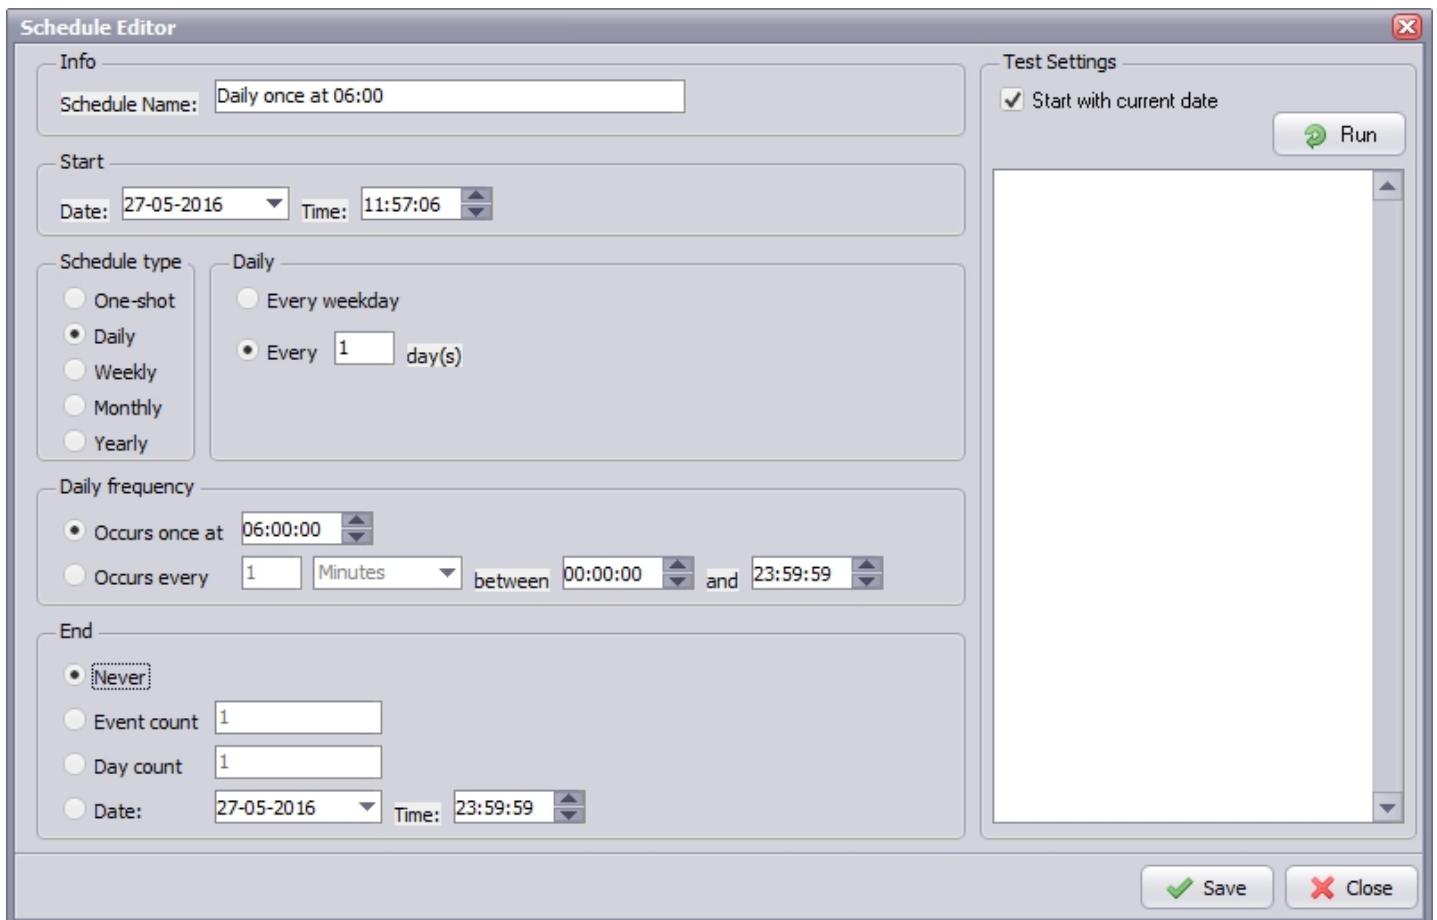 Schedule Editor
Info
Schedule Name: Daily once at 06:00
Start
Date: 27-05-2016 Time: 11:57:06
Schedule type
One-shot
Daily
Weekly
Monthly
Yearly
Daily
Every weekday
Every 1 day(s)
Daily frequency
Occurs once at 06:00:00
Occurs every 1 Minutes between 00:00:00 and 23:59:59
End
Never
Event count 1
Day count 1
Date: 27-05-2016 Time: 23:59:59
Test Settings
Start with current date
Run
Save Close